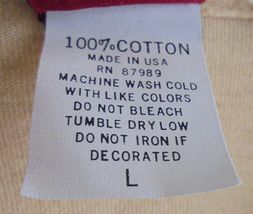 100% COTTON
MADE IN USA
RN 87989
MACHINE WASH COLD
WITH LIKE COLORS
DO NOT BLEACH
TUMBLE DRY LOW
DO NOT IRON IF
DECORATED
L